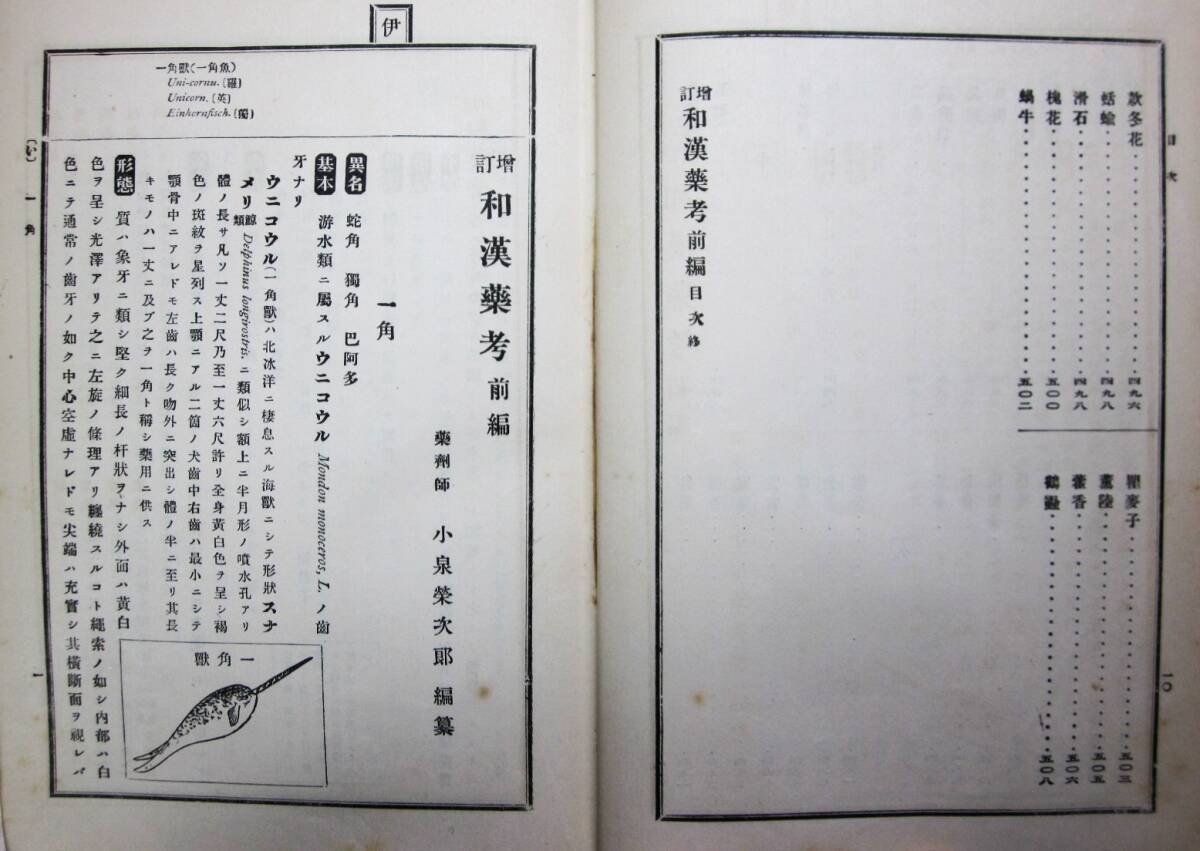 目次
款冬花 四九六
蛞蝓 四九八
滑石 四九八
槐花 五〇〇
蝸牛 五〇二
瞿麥子 五〇三
薰陸 五〇五
藿香 五〇六
鶴蝨 五〇八
增訂 和漢藥考前編目次 終
一〇
伊
一角獸(一角魚)
Uni-cornu. (羅)
Unicorn. (英)
Einhornfisch. (獨)
增訂 和漢藥考 前編
藥劑師 小泉榮次郎 編纂
一角
異名 蛇角 獨角 巴阿多
基本 游水類ニ屬スルウニコウル Mondon monoceros, L. ノ齒
牙ナリ
ウニコウル(一角獸)ハ北氷洋ニ棲息スル海獸ニシテ形狀スナ
メリ 鯨類 Delphinus longirostris. ニ類似シ額上ニ半月形ノ噴水孔アリ
體ノ長サ凡ソ一丈二尺乃至一丈六尺許リ全身黃白色ヲ呈シ褐
色ノ斑紋ヲ星列ス上顎ニアル二箇ノ犬齒中右齒ハ最小ニシテ
顎骨中ニアレドモ左齒ハ長ク吻外ニ突出シ體ノ半ニ至リ其長
キモノハ一丈ニ及ブ之ヲ一角ト稱シ藥用ニ供ス
形態 質ハ象牙ニ類シ堅ク細長ノ杆狀ヲナシ外面ハ黃白
色ヲ呈シ光澤アリテ之ニ左旋ノ條理アリ纏繞スルコト繩索ノ如シ內部ハ白
色ニテ通常ノ齒牙ノ如ク中心空虛ナレドモ尖端ハ充實シ其橫斷面ヲ視レバ
一角獸
(い) 一角
一